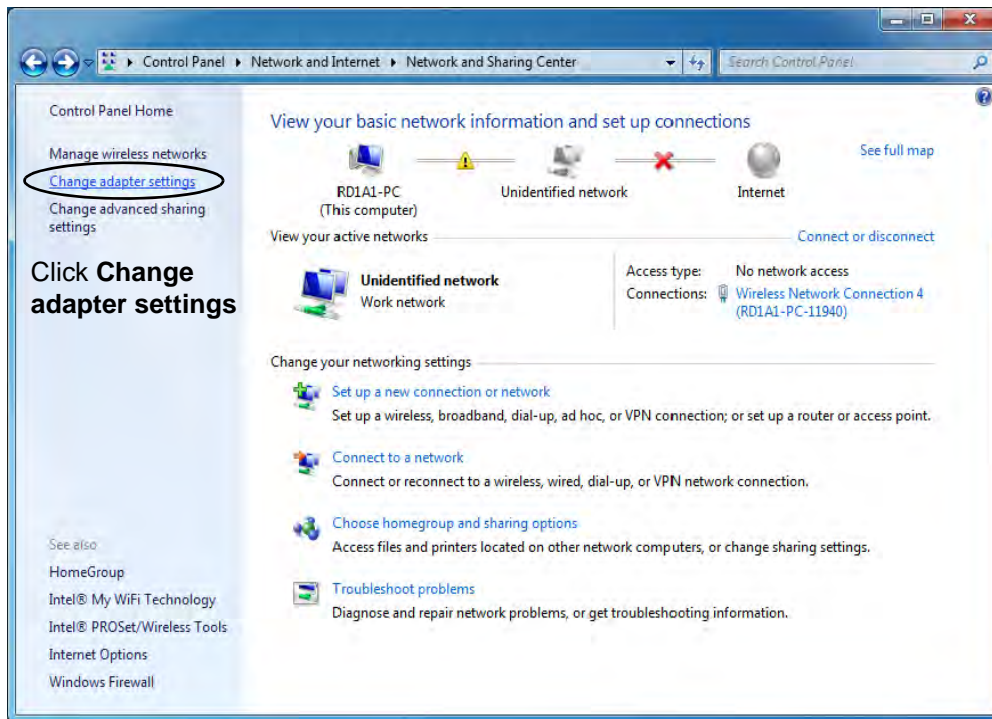 Control Panel ▸ Network and Internet ▸ Network and Sharing Center
Search Control Panel
Control Panel Home
Manage wireless networks
Change adapter settings
Change advanced sharing
settings
Click Change
adapter settings
See also
HomeGroup
Intel® My WiFi Technology
Intel® PROSet/Wireless Tools
Internet Options
Windows Firewall
View your basic network information and set up connections
See full map
RD1A1-PC
(This computer)
Unidentified network
Internet
View your active networks
Connect or disconnect
Unidentified network
Work network
Access type: No network access
Connections: Wireless Network Connection 4
(RD1A1-PC-11940)
Change your networking settings
Set up a new connection or network
Set up a wireless, broadband, dial-up, ad hoc, or VPN connection; or set up a router or access point.
Connect to a network
Connect or reconnect to a wireless, wired, dial-up, or VPN network connection.
Choose homegroup and sharing options
Access files and printers located on other network computers, or change sharing settings.
Troubleshoot problems
Diagnose and repair network problems, or get troubleshooting information.